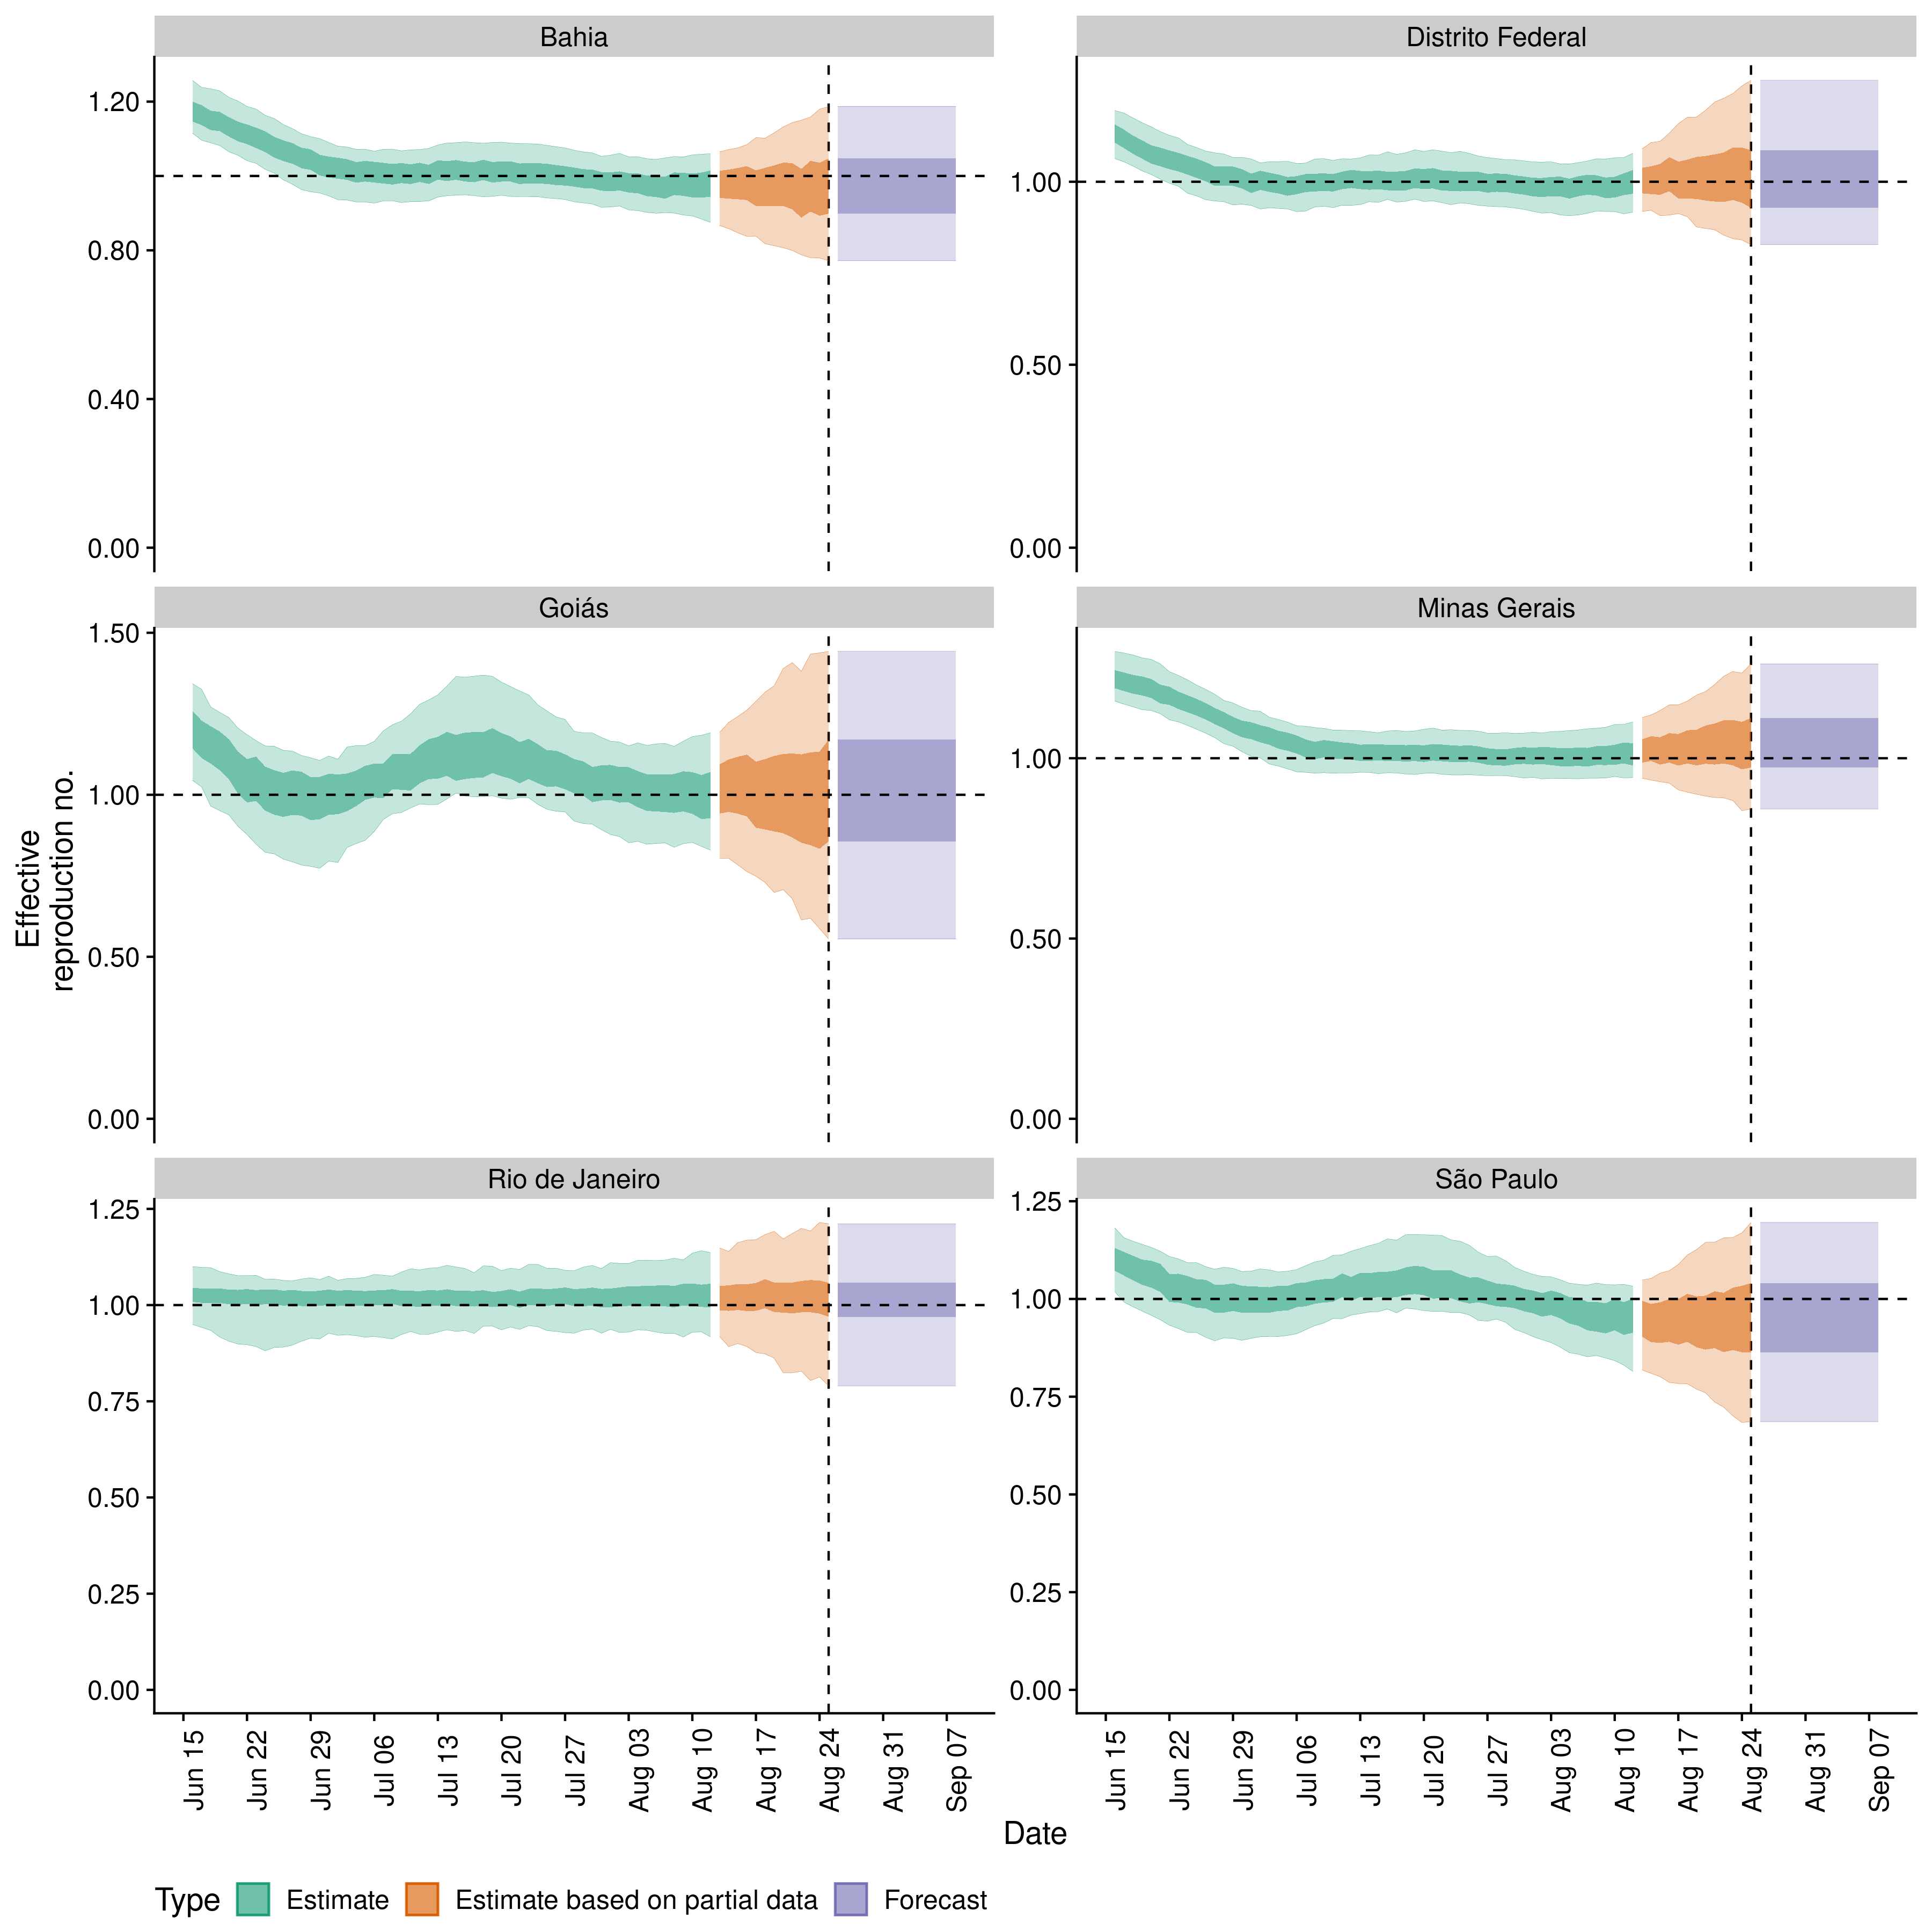 Bahia
Distrito Federal
1.20
0.80
0.40
0.00
1.00
0.50
0.00
Goiás
Minas Gerais
1.50
1.00
0.50
0.00
1.00
0.50
0.00
Effective
reproduction no.
Rio de Janeiro
São Paulo
1.25
1.00
0.75
0.50
0.25
0.00
1.25
1.00
0.75
0.50
0.25
0.00
Jun 15
Jun 22
Jun 29
Jul 06
Jul 13
Jul 20
Jul 27
Aug 03
Aug 10
Aug 17
Aug 24
Aug 31
Sep 07
Jun 15
Jun 22
Jun 29
Jul 06
Jul 13
Jul 20
Jul 27
Aug 03
Aug 10
Aug 17
Aug 24
Aug 31
Sep 07
Date
Type Estimate Estimate based on partial data Forecast